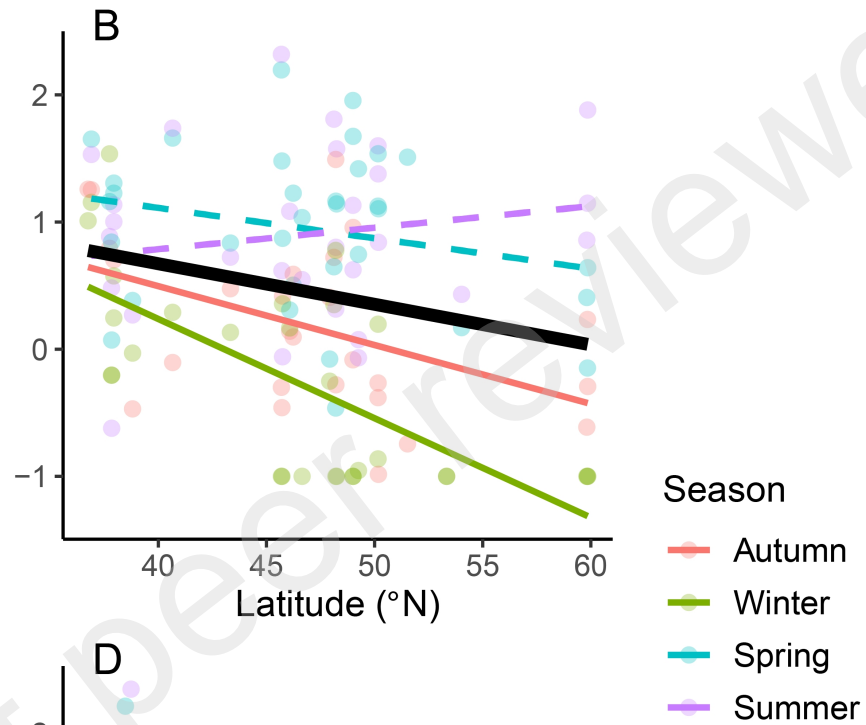 B
2
1
0
−1
40 45 50 55 60
Latitude (°N)
Season
Autumn
Winter
Spring
Summer
D
peer reviewe